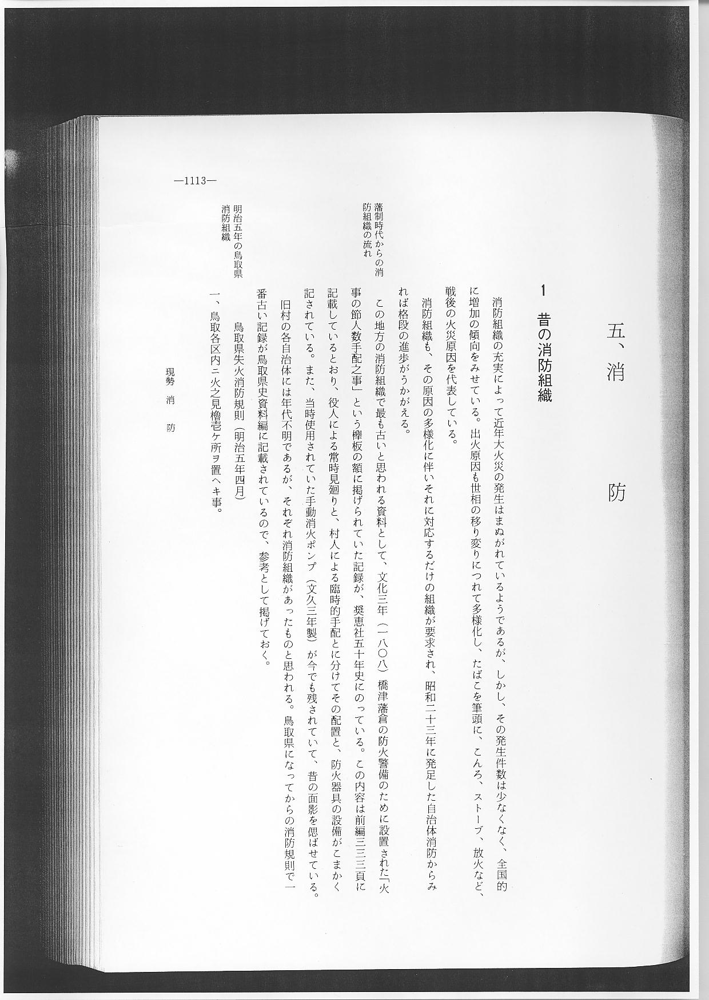 五、消防
1 昔の消防組織
消防組織の充実によって近年大火災の発生はまぬがれているようであるが、しかし、その発生件数は少なくなく、全国的
に増加の傾向をみせている。出火原因も世相の移り変りにつれて多様化し、たばこを筆頭に、こんろ、ストーブ、放火など、
戦後の火災原因を代表している。
消防組織も、その原因の多様化に伴いそれに対応するだけの組織が要求され、昭和二十三年に発足した自治体消防からみ
れば格段の進歩がうかがえる。
藩制時代からの消
防組織の流れ
この地方の消防組織で最も古いと思われる資料として、文化三年（一八〇八）橋津藩倉の防火警備のために設置された「火
事の節人数手配之事」という欅板の額に掲げられていた記録が、奨恵社五十年史にのっている。この内容は前編三三三頁に
記載しているとおり、役人による常時見廻りと、村人による臨時的手配とに分けてその配置と、防火器具の設備がこまかく
記されている。また、当時使用されていた手動消火ポンプ（文久三年製）が今でも残されていて、昔の面影を偲ばせている。
旧村の各自治体には年代不明であるが、それぞれ消防組織があったものと思われる。鳥取県になってからの消防規則で一
番古い記録が鳥取県史資料編に記載されているので、参考として掲げておく。
明治五年の鳥取県
消防組織
鳥取県失火消防規則（明治五年四月）
一、鳥取各区内ニ火之見櫓壱ケ所ヲ置ヘキ事。
現勢 消防
—1113—